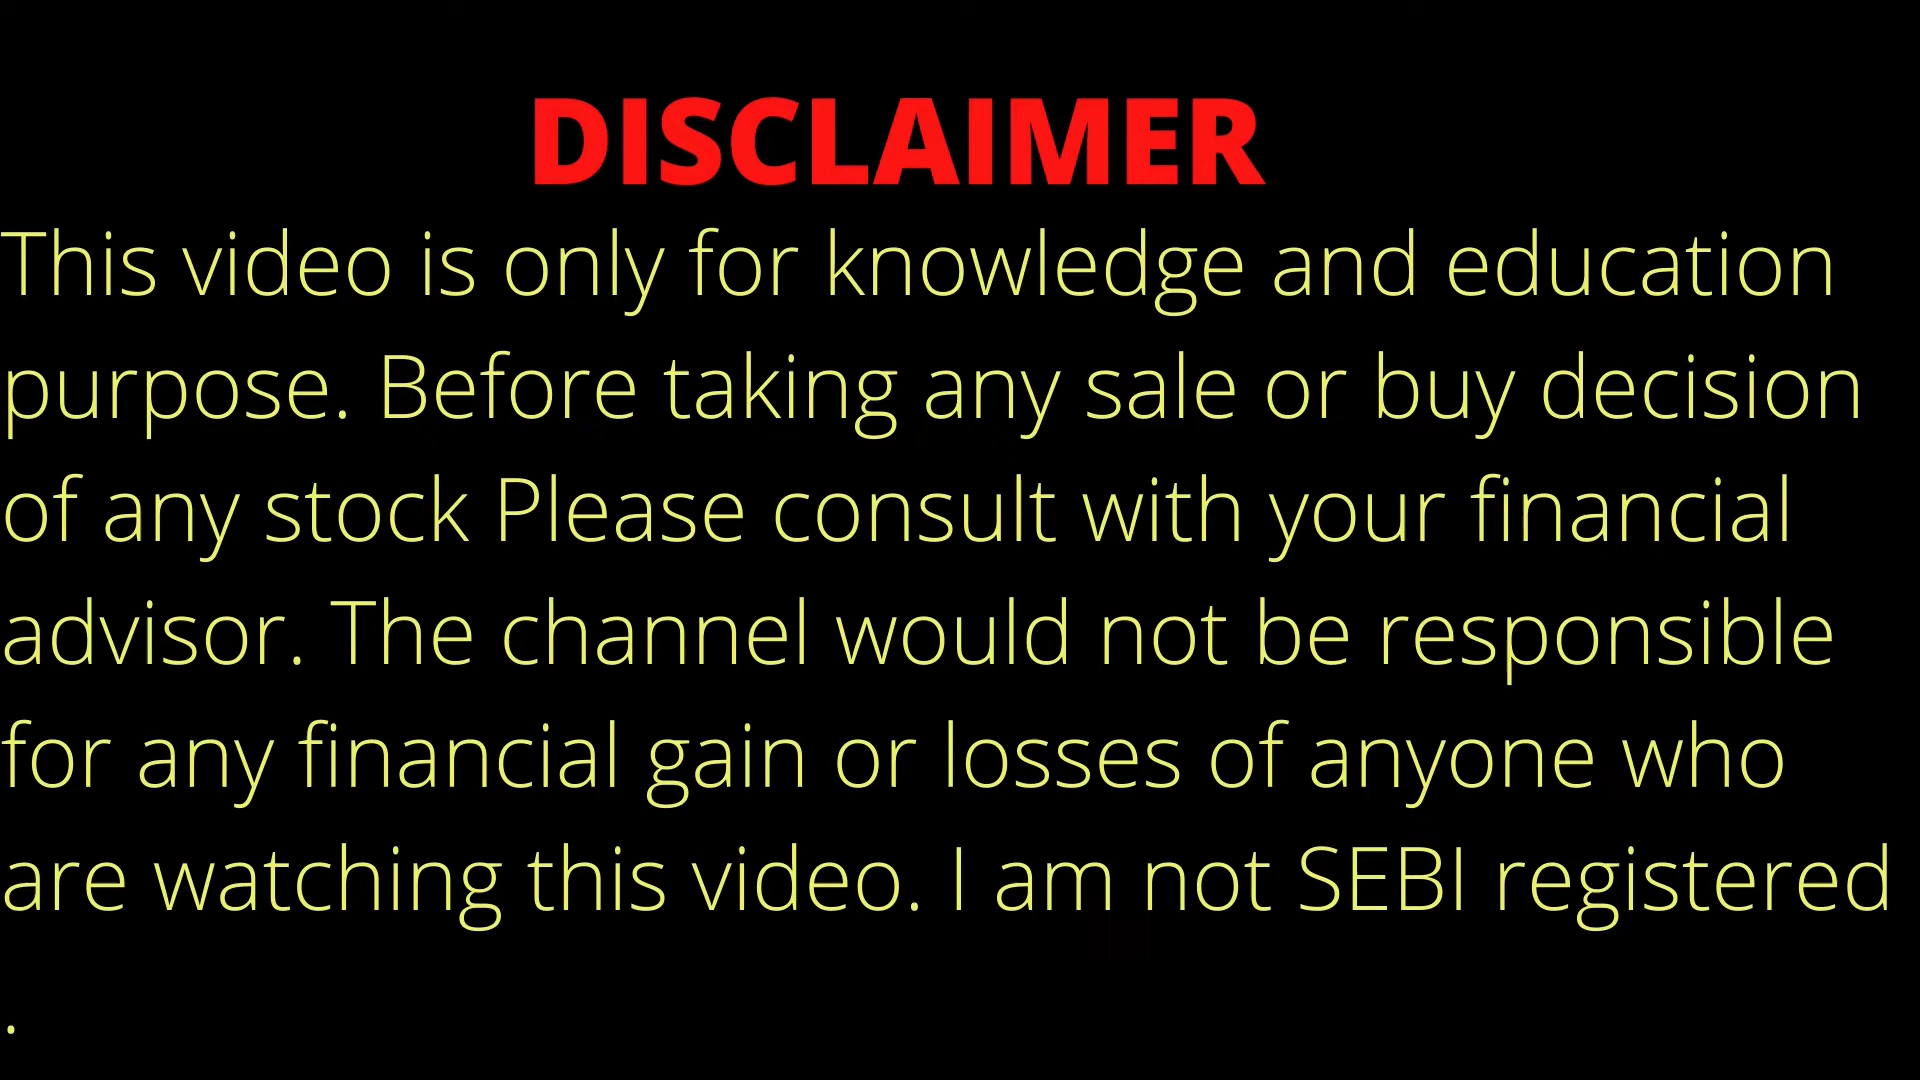 DISCLAIMER
This video is only for knowledge and education
purpose. Before taking any sale or buy decision
of any stock Please consult with your financial
advisor. The channel would not be responsible
for any financial gain or losses of anyone who
are watching this video. I am not SEBI registered
.